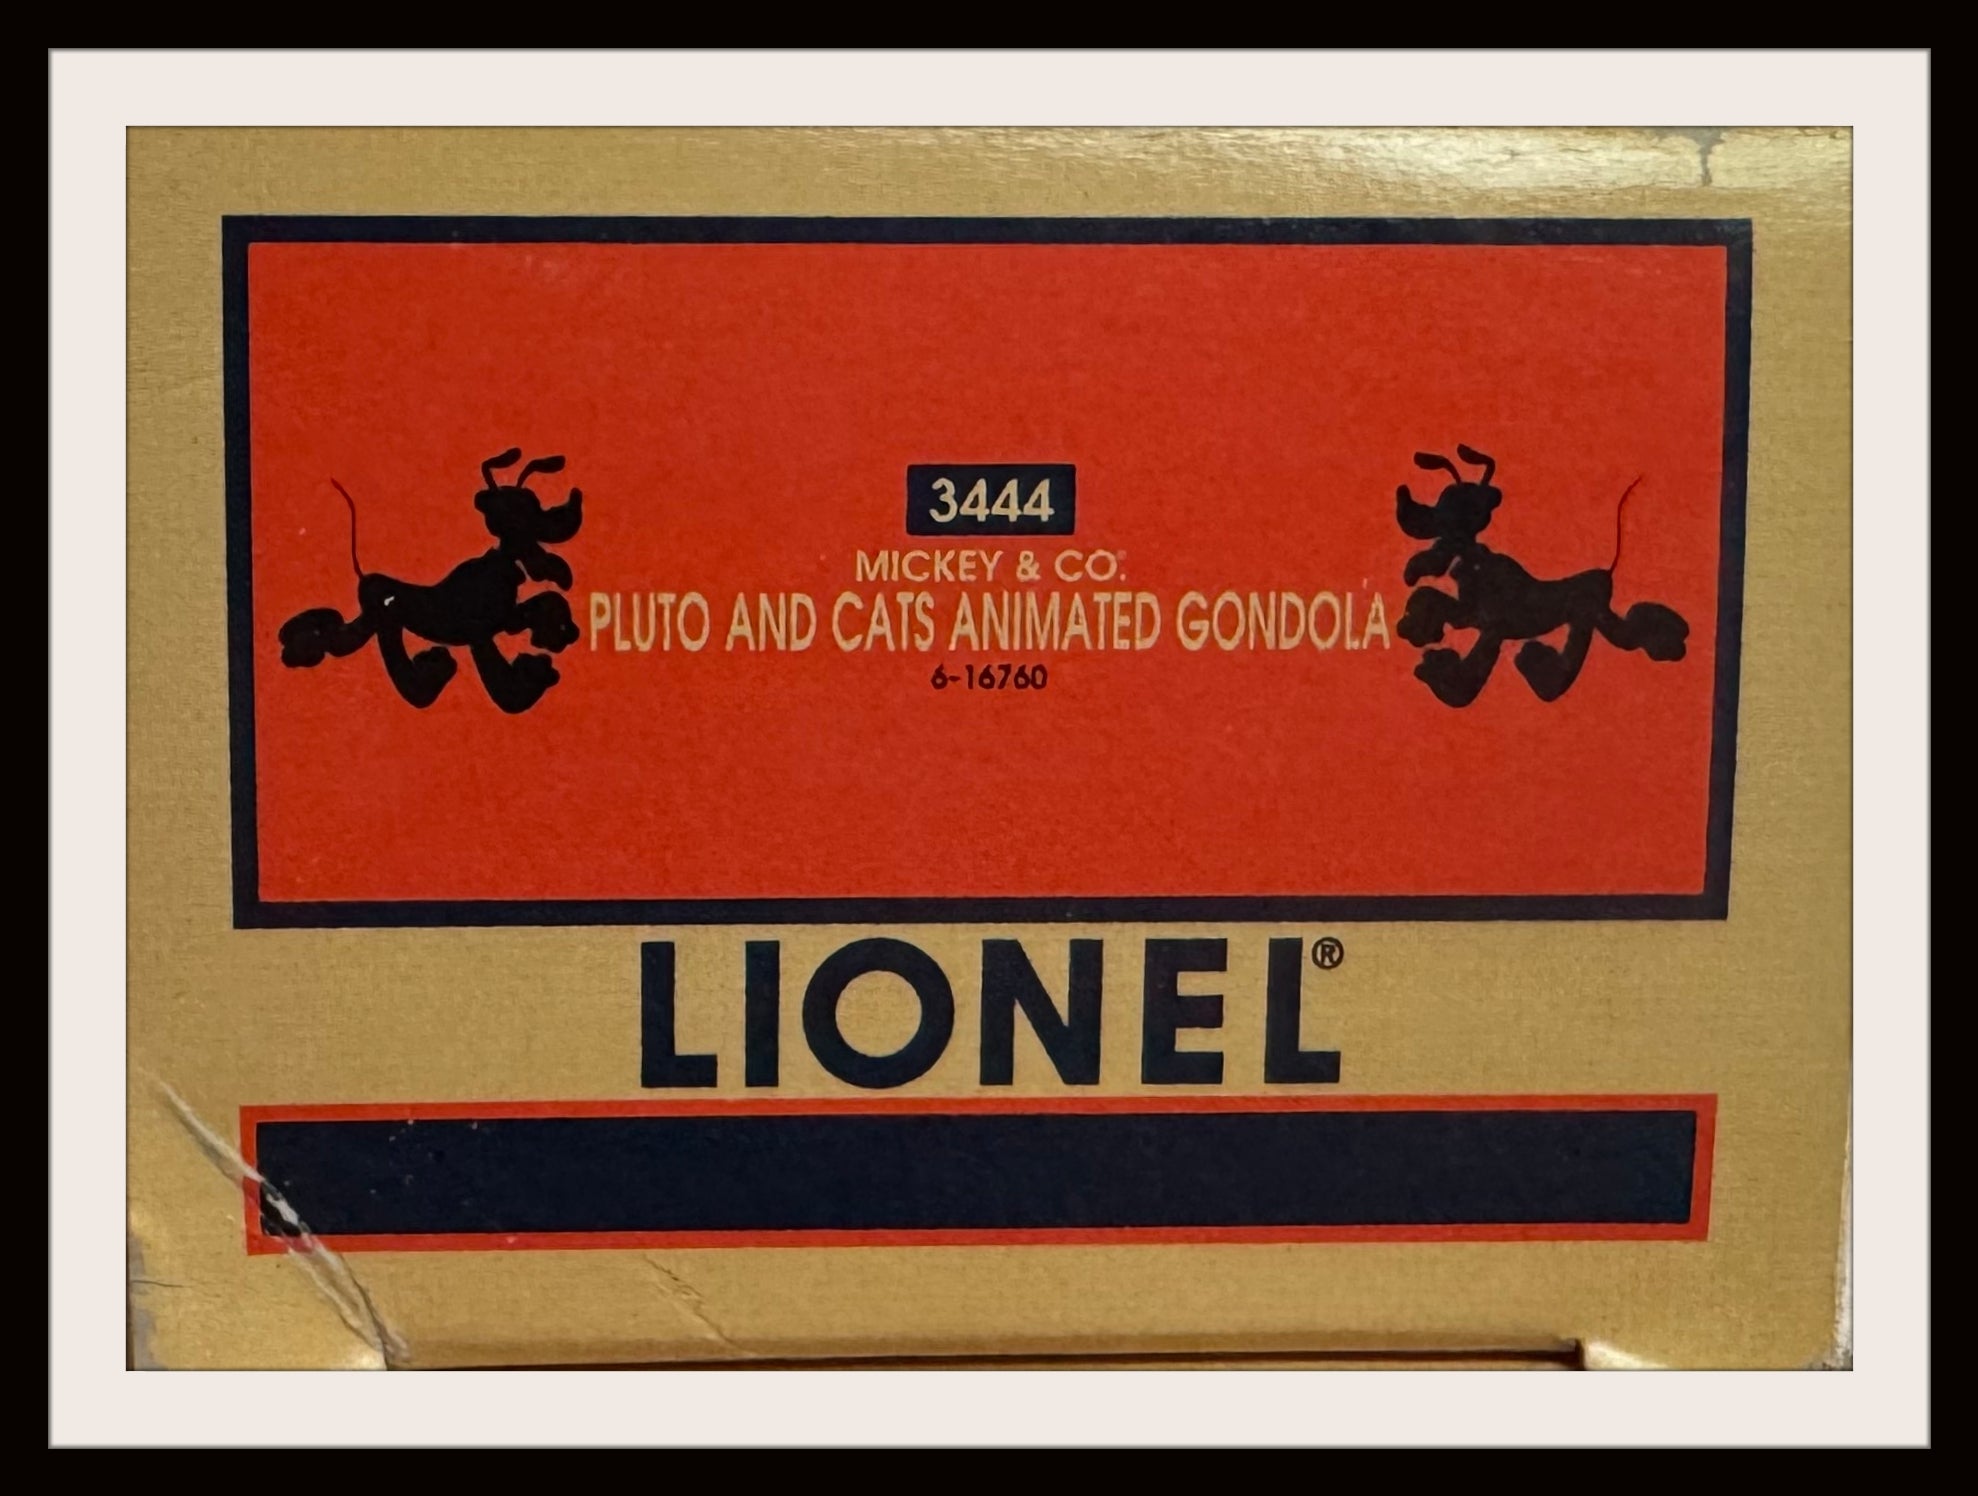 3444
MICKEY & CO.
PLUTO AND CATS ANIMATED GONDOLA
6-16760
LIONEL®